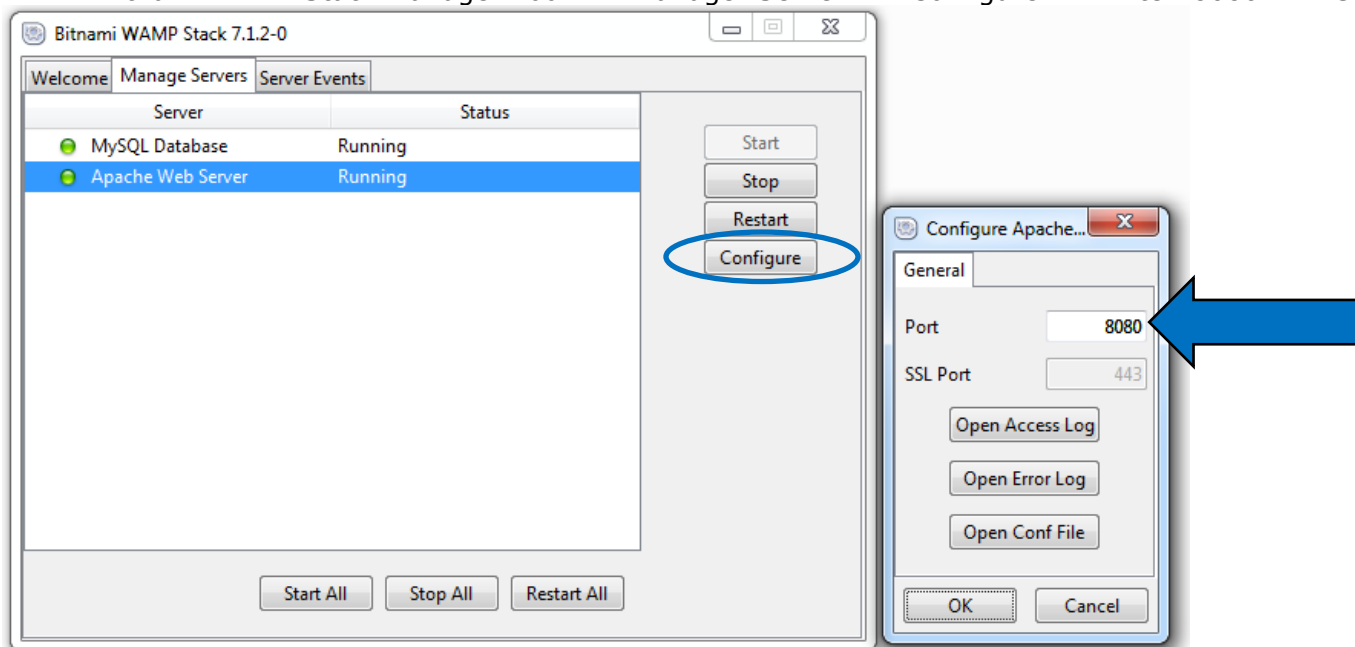 Bitnami WAMP Stack 7.1.2-0
Welcome Manage Servers Server Events
Server Status
MySQL Database Running
Apache Web Server Running
Start
Stop
Restart
Configure
Start All Stop All Restart All
Configure Apache...
General
Port 8080
SSL Port 443
Open Access Log
Open Error Log
Open Conf File
OK Cancel